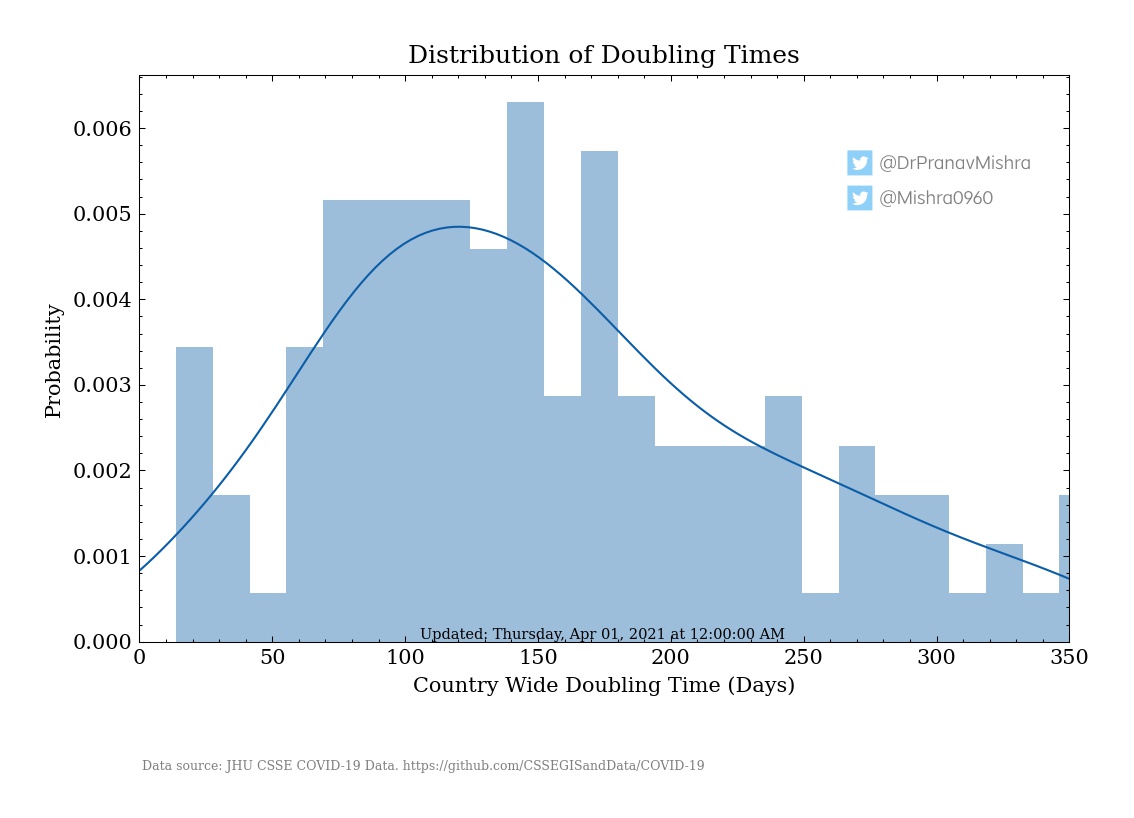 Distribution of Doubling Times
0.006
0.005
0.004
0.003
0.002
0.001
0.000
Probability
@DrPranavMishra
@Mishra0960
Updated: Thursday, Apr 01, 2021 at 12:00:00 AM
0 50 100 150 200 250 300 350
Country Wide Doubling Time (Days)
Data source: JHU CSSE COVID-19 Data. https://github.com/CSSEGISandData/COVID-19